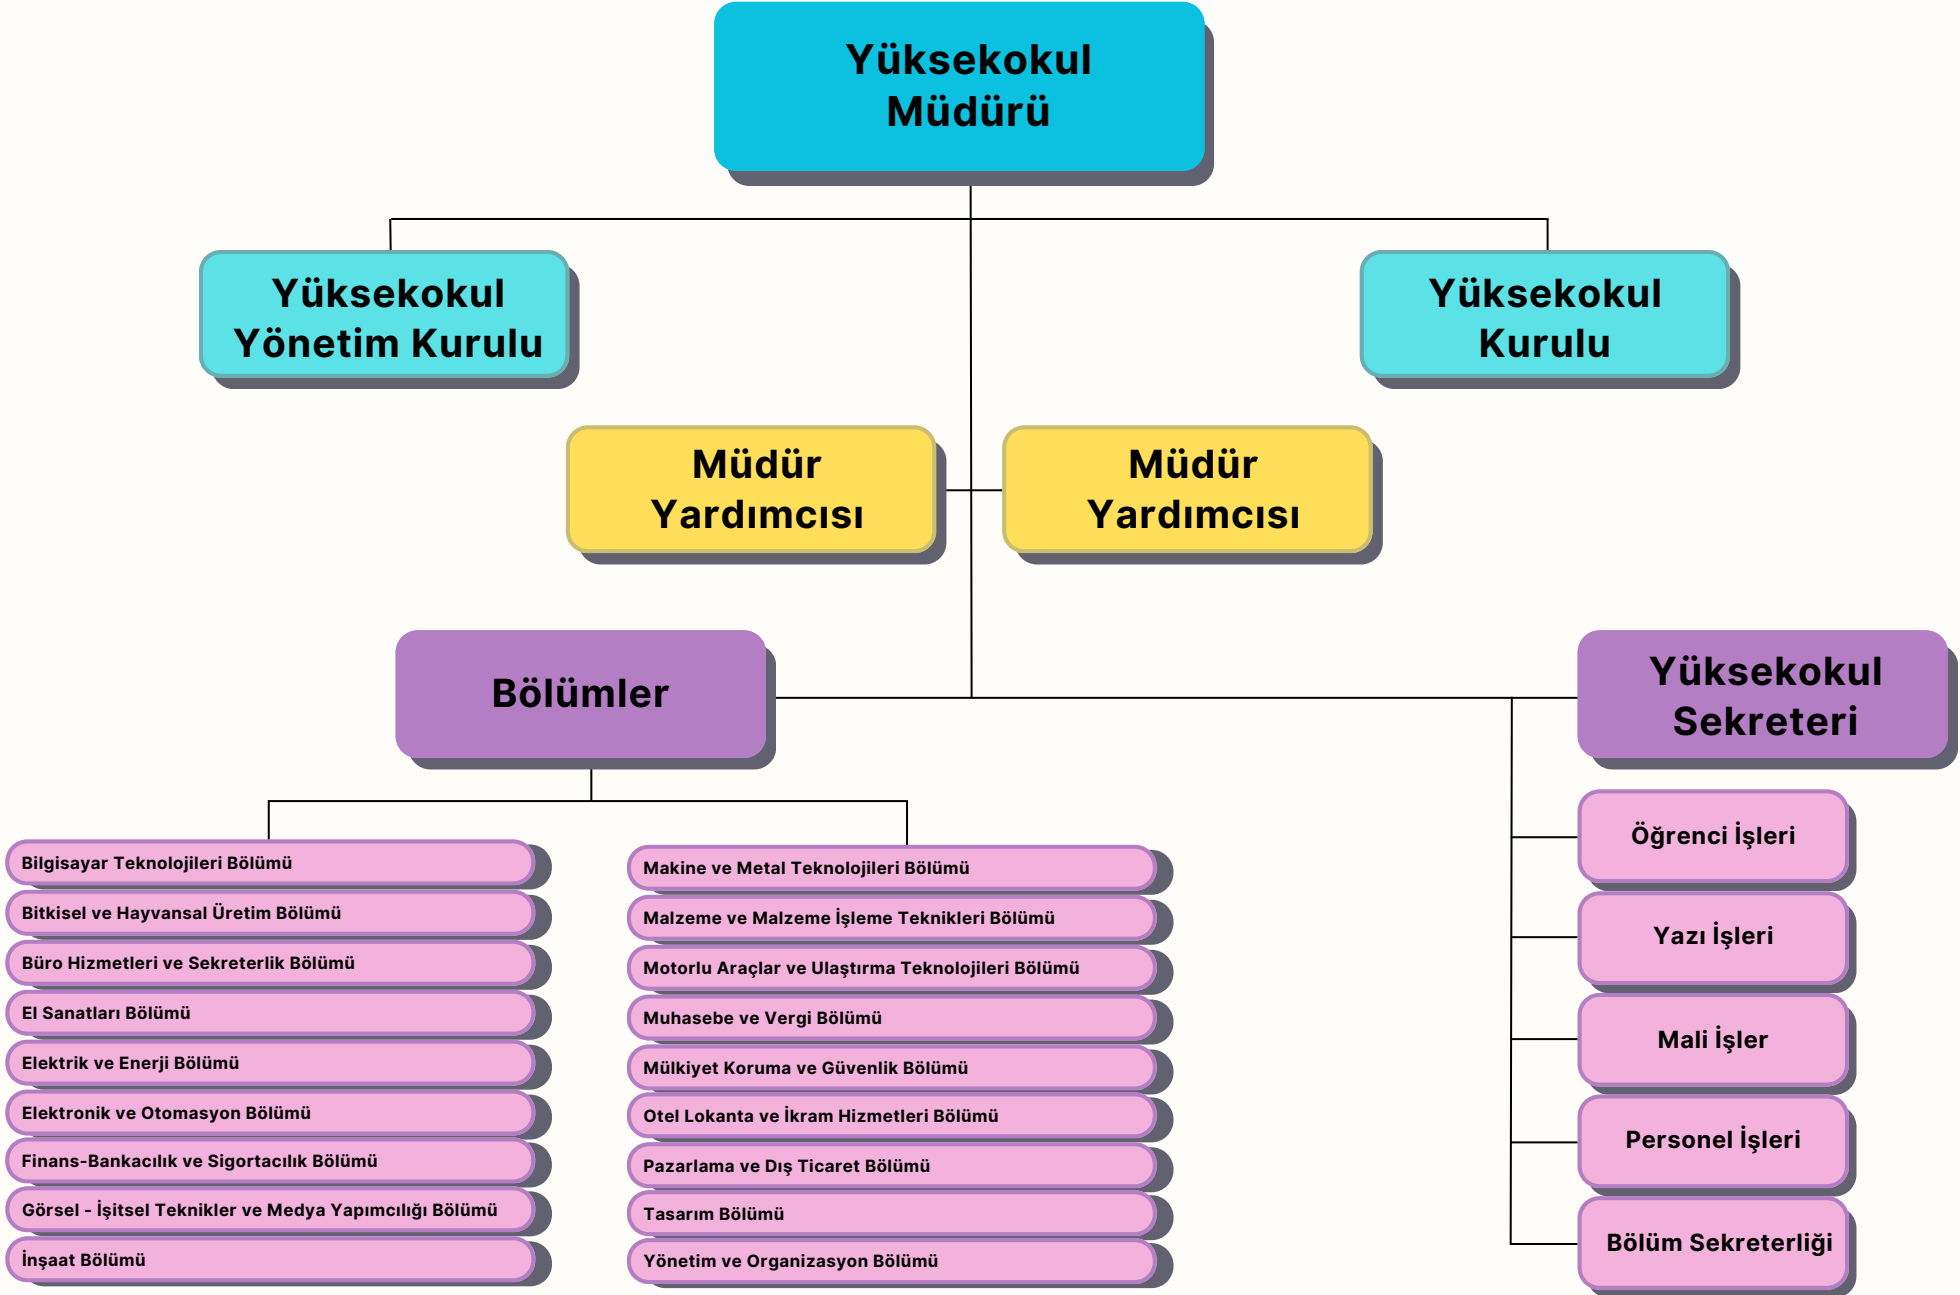 Yüksekokul
Müdürü
Yüksekokul
Yönetim Kurulu
Yüksekokul
Kurulu
Müdür
Yardımcısı
Müdür
Yardımcısı
Bölümler
Yüksekokul
Sekreteri
Bilgisayar Teknolojileri Bölümü
Bitkisel ve Hayvansal Üretim Bölümü
Büro Hizmetleri ve Sekreterlik Bölümü
El Sanatları Bölümü
Elektrik ve Enerji Bölümü
Elektronik ve Otomasyon Bölümü
Finans-Bankacılık ve Sigortacılık Bölümü
Görsel - İşitsel Teknikler ve Medya Yapımcılığı Bölümü
İnşaat Bölümü
Makine ve Metal Teknolojileri Bölümü
Malzeme ve Malzeme İşleme Teknikleri Bölümü
Motorlu Araçlar ve Ulaştırma Teknolojileri Bölümü
Muhasebe ve Vergi Bölümü
Mülkiyet Koruma ve Güvenlik Bölümü
Otel Lokanta ve İkram Hizmetleri Bölümü
Pazarlama ve Dış Ticaret Bölümü
Tasarım Bölümü
Yönetim ve Organizasyon Bölümü
Öğrenci İşleri
Yazı İşleri
Mali İşler
Personel İşleri
Bölüm Sekreterliği